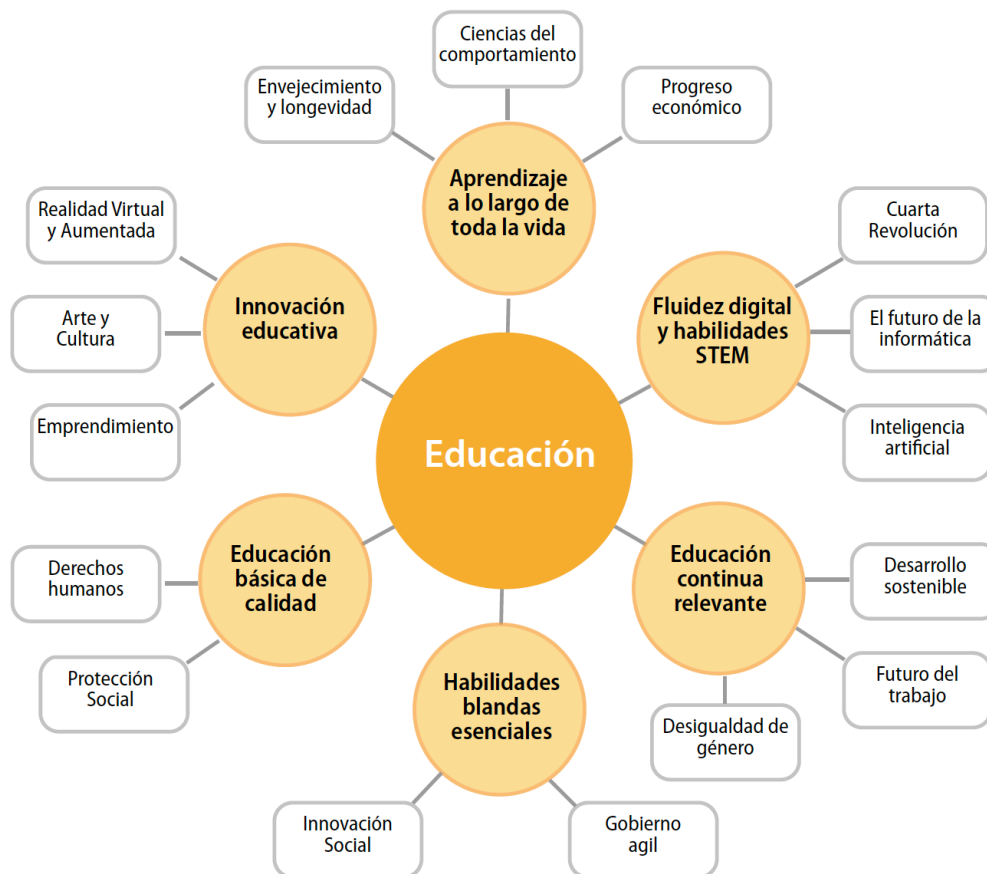 Ciencias del
comportamiento
Envejecimiento
y longevidad
Progreso
económico
Aprendizaje
a lo largo de
toda la vida
Realidad Virtual
y Aumentada
Arte y
Cultura
Emprendimiento
Innovación
educativa
Cuarta
Revolución
El futuro de la
informática
Inteligencia
artificial
Fluidez digital
y habilidades
STEM
Educación
Educación
básica de
calidad
Derechos
humanos
Protección
Social
Educación
continua
relevante
Desarrollo
sostenible
Futuro del
trabajo
Desigualdad de
género
Habilidades
blandas
esenciales
Innovación
Social
Gobierno
agil